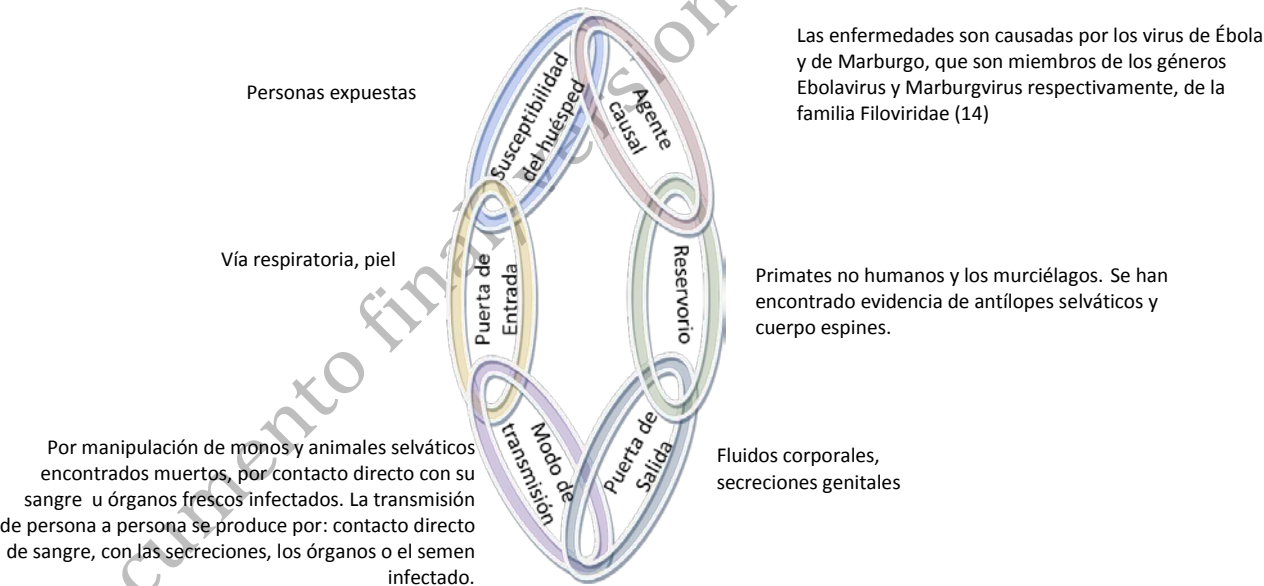 Las enfermedades son causadas por los virus de Ébola
y de Marburgo, que son miembros de los géneros
Ebolavirus y Marburgvirus respectivamente, de la
familia Filoviridae (14)
Agente
causal
Reservorio
Primates no humanos y los murciélagos. Se han
encontrado evidencia de antílopes selváticos y
cuerpo espines.
Puerta de
Salida
Fluidos corporales,
secreciones genitales
Modo de
transmisión
Por manipulación de monos y animales selváticos
encontrados muertos, por contacto directo con su
sangre u órganos frescos infectados. La transmisión
de persona a persona se produce por: contacto directo
de sangre, con las secreciones, los órganos o el semen
infectado.
Puerta de
Entrada
Vía respiratoria, piel
Susceptibilidad
del huésped
Personas expuestas